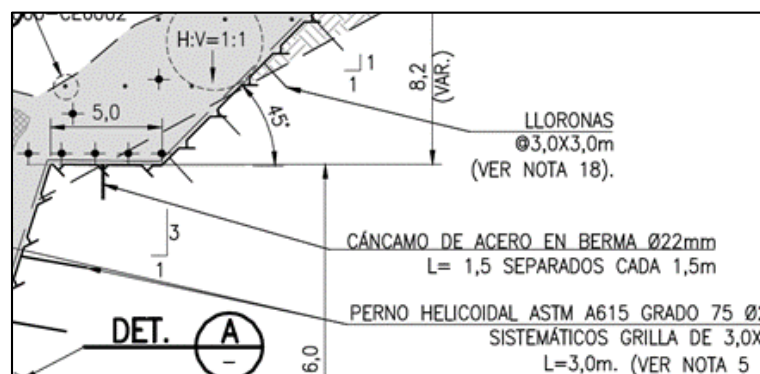 H:V=1:1
1
1
8,2
(VAR.)
5,0
45°
LLORONAS
@3,0X3,0m
(VER NOTA 18).
3
1
CÁNCAMO DE ACERO EN BERMA Ø22mm
L= 1,5 SEPARADOS CADA 1,5m
PERNO HELICOIDAL ASTM A615 GRADO 75
SISTEMÁTICOS GRILLA DE 3,0X
L=3,0m. (VER NOTA 5
DET. A
-
6,0